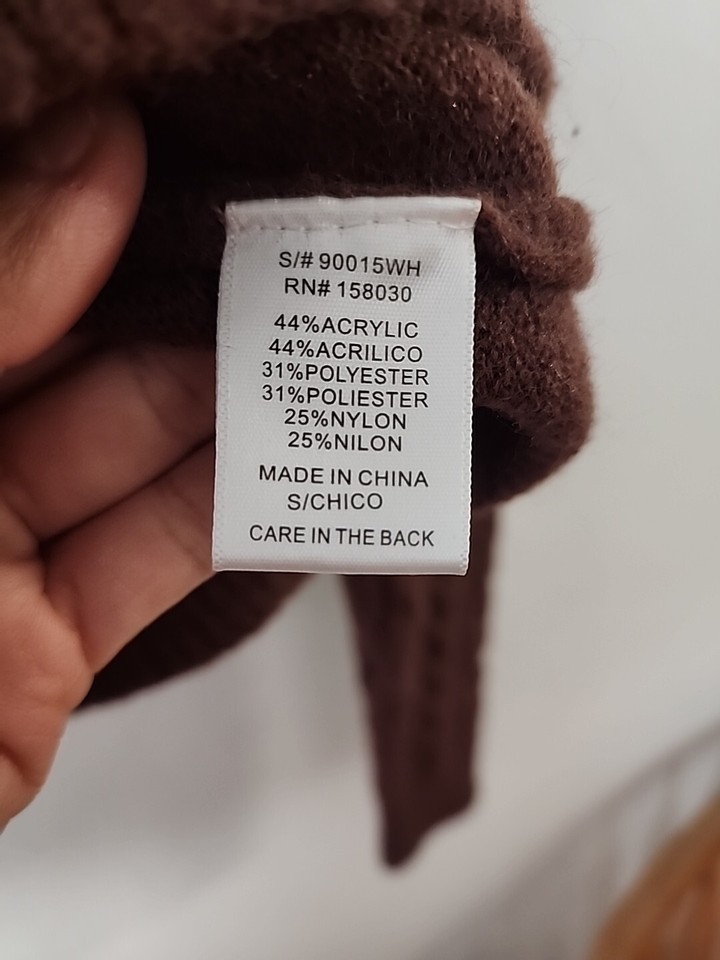 S/# 90015WH
RN# 158030
44%ACRYLIC
44%ACRILICO
31%POLYESTER
31%POLIESTER
25%NYLON
25%NILON
MADE IN CHINA
S/CHICO
CARE IN THE BACK